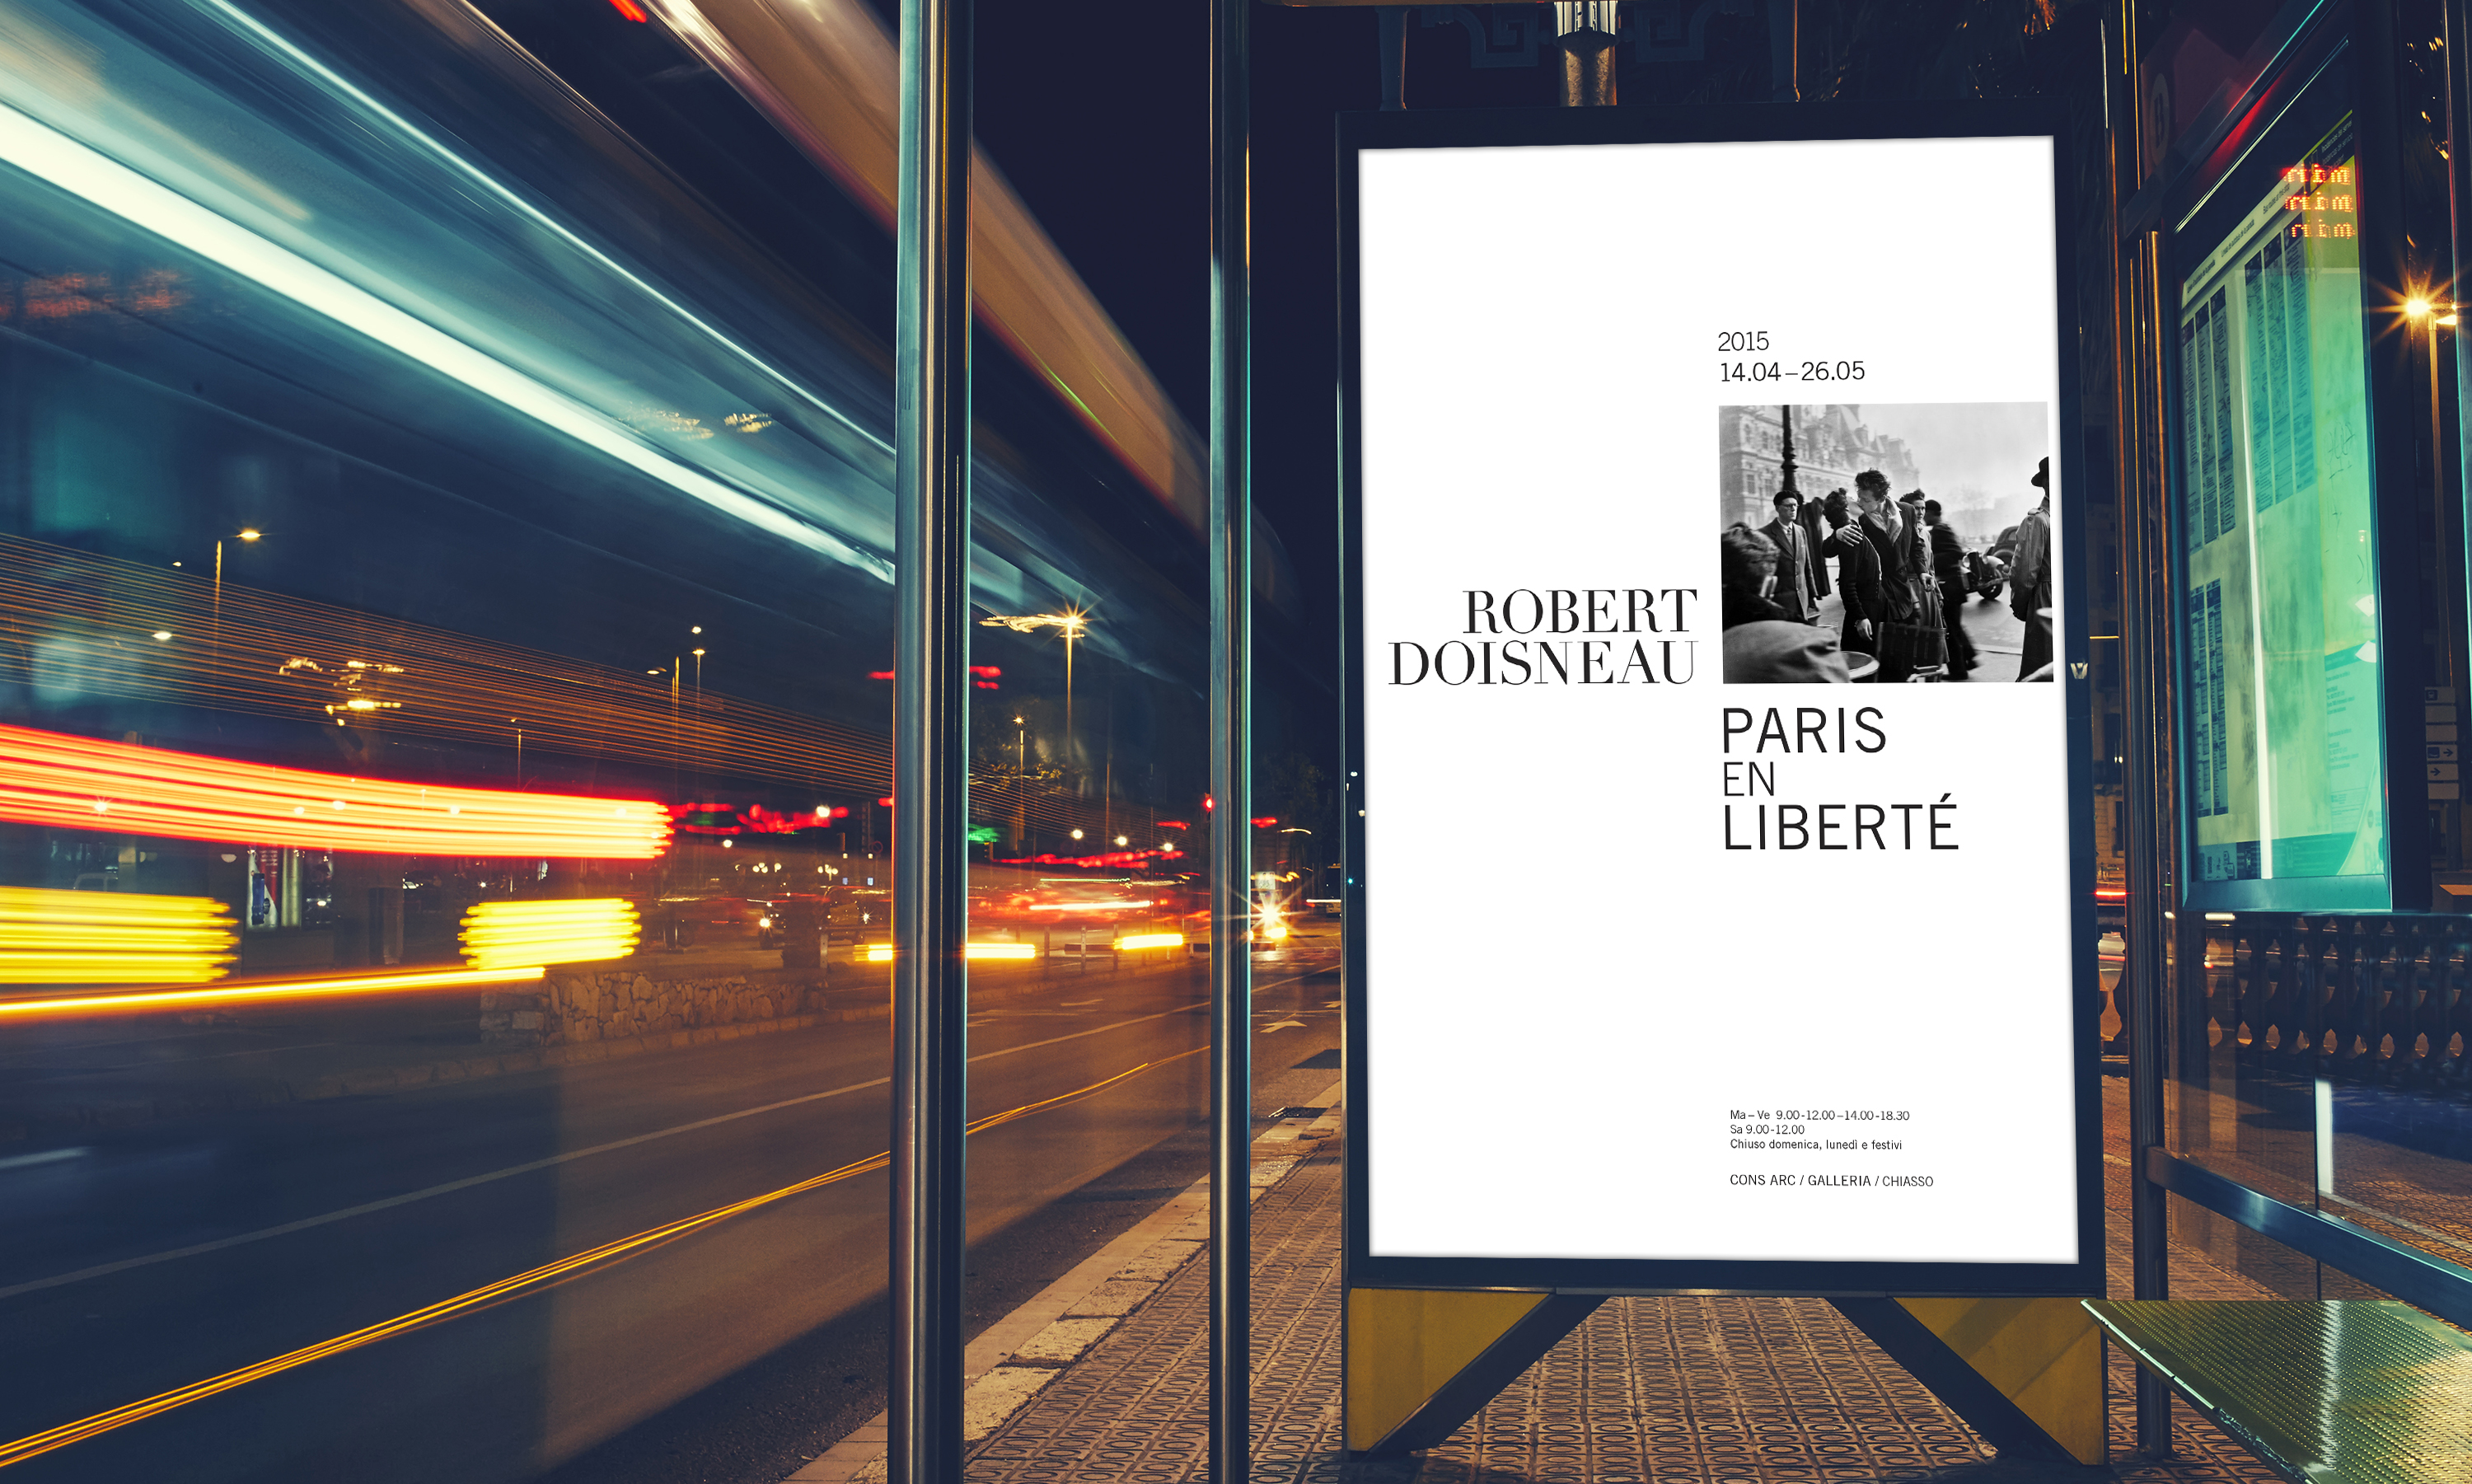 2015
14.04–26.05
ROBERT
DOISNEAU
PARIS
EN
LIBERTÉ
Ma–Ve 9.00-12.00–14.00-18.30
Sa 9.00-12.00
Chiuso domenica, lunedì e festivi
CONS ARC / GALLERIA / CHIASSO